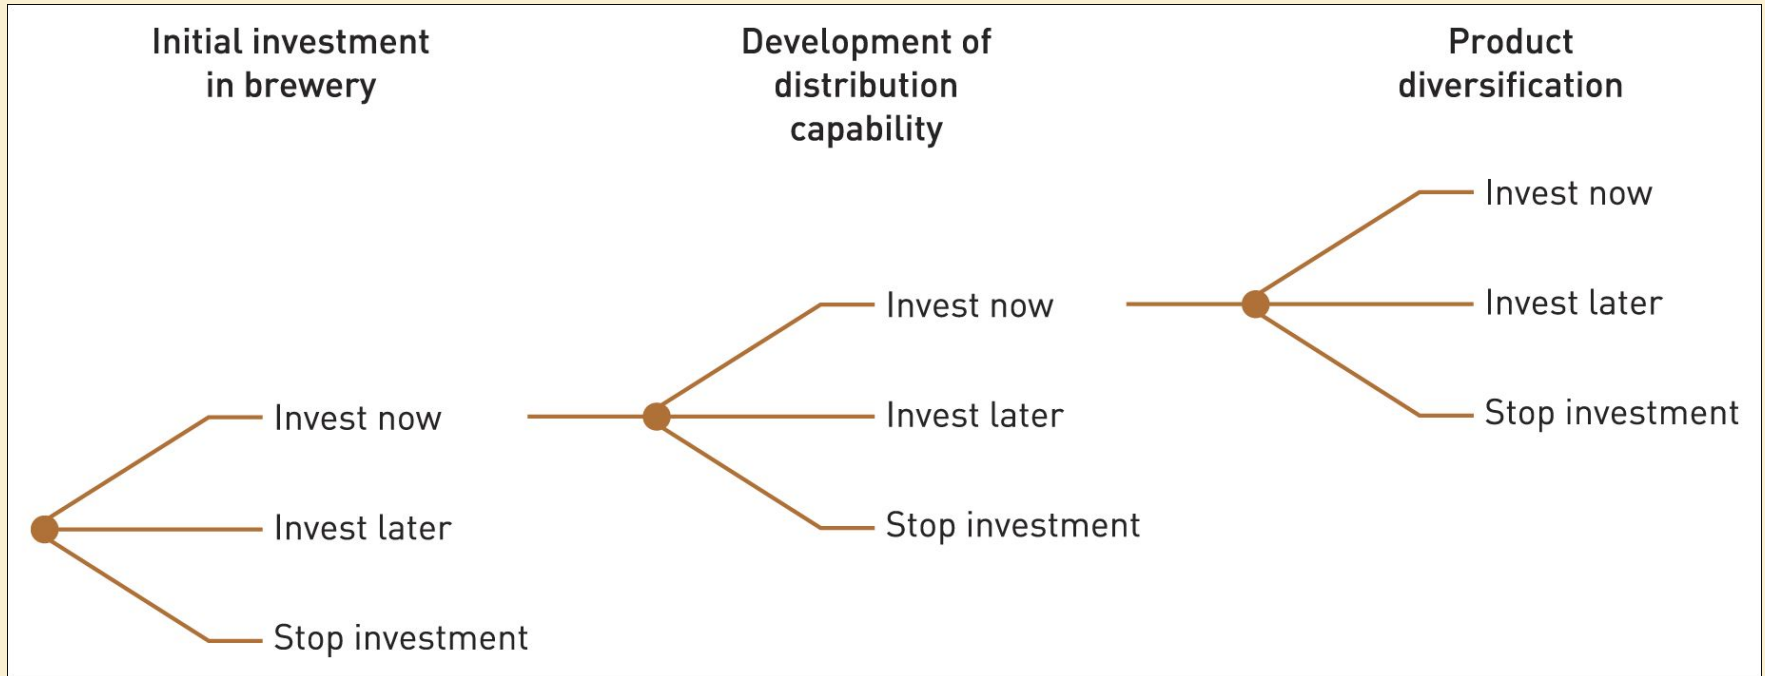 Initial investment
in brewery
Development of
distribution
capability
Product
diversification
Invest now
Invest later
Stop investment
Invest now
Invest later
Stop investment
Invest now
Invest later
Stop investment